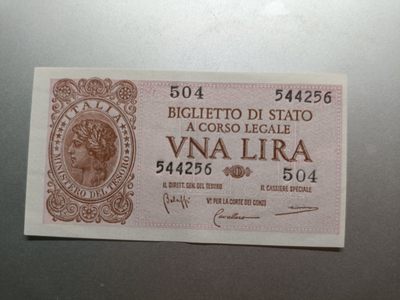 504 544256
BIGLIETTO DI STATO
A CORSO LEGALE
VNA LIRA
544256 504
ITALIA
MINISTERO DEL TESORO
IL DIRETT. GEN. DEL TESORO IL CASSIERE SPECIALE
Vº PER LA CORTE DEI CONTI